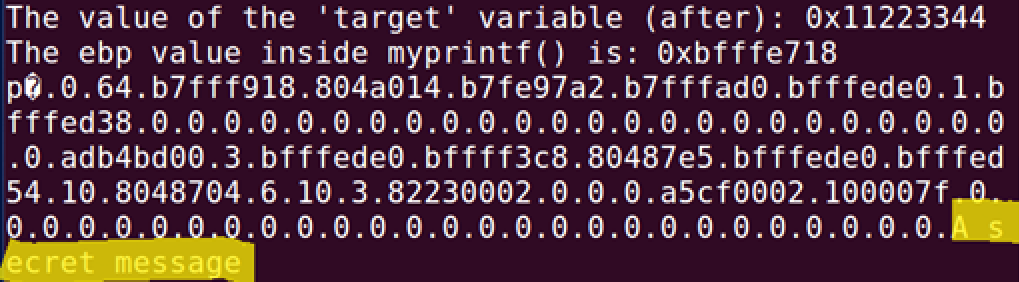 The value of the 'target' variable (after): 0x11223344
The ebp value inside myprintf() is: 0xbfffe718
p�.0.64.b7fff918.804a014.b7fe97a2.b7fffad0.bfffede0.1.b
fffed38.0.0.0.0.0.0.0.0.0.0.0.0.0.0.0.0.0.0.0.0.0.0.0.0
.0.adb4bd00.3.bfffede0.bffff3c8.80487e5.bfffede0.bfffed
54.10.8048704.6.10.3.82230002.0.0.0.a5cf0002.100007f.0.
0.0.0.0.0.0.0.0.0.0.0.0.0.0.0.0.0.0.0.0.0.0.0.0.0.0.A s
ecret message